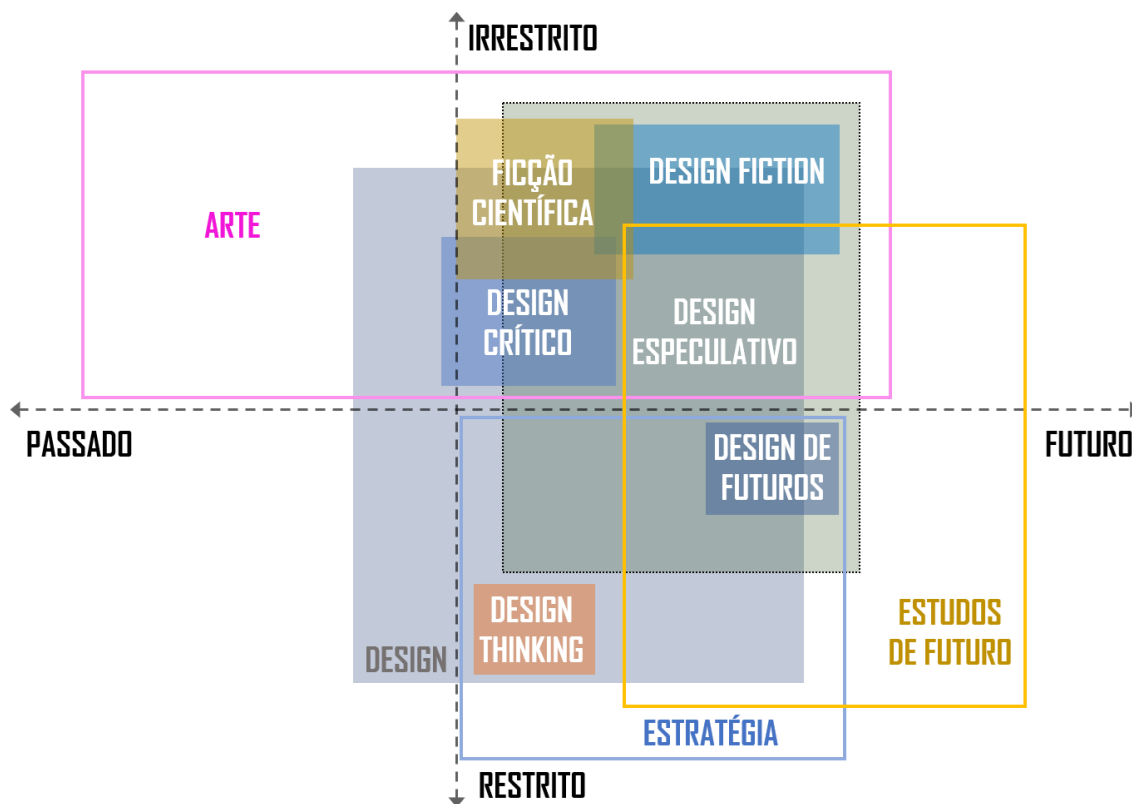 IRRESTRITO
FICÇÃO
CIENTÍFICA
DESIGN FICTION
ARTE
DESIGN
CRÍTICO
DESIGN
ESPECULATIVO
PASSADO
FUTURO
DESIGN DE
FUTUROS
DESIGN
THINKING
ESTUDOS
DE FUTURO
DESIGN
ESTRATÉGIA
RESTRITO